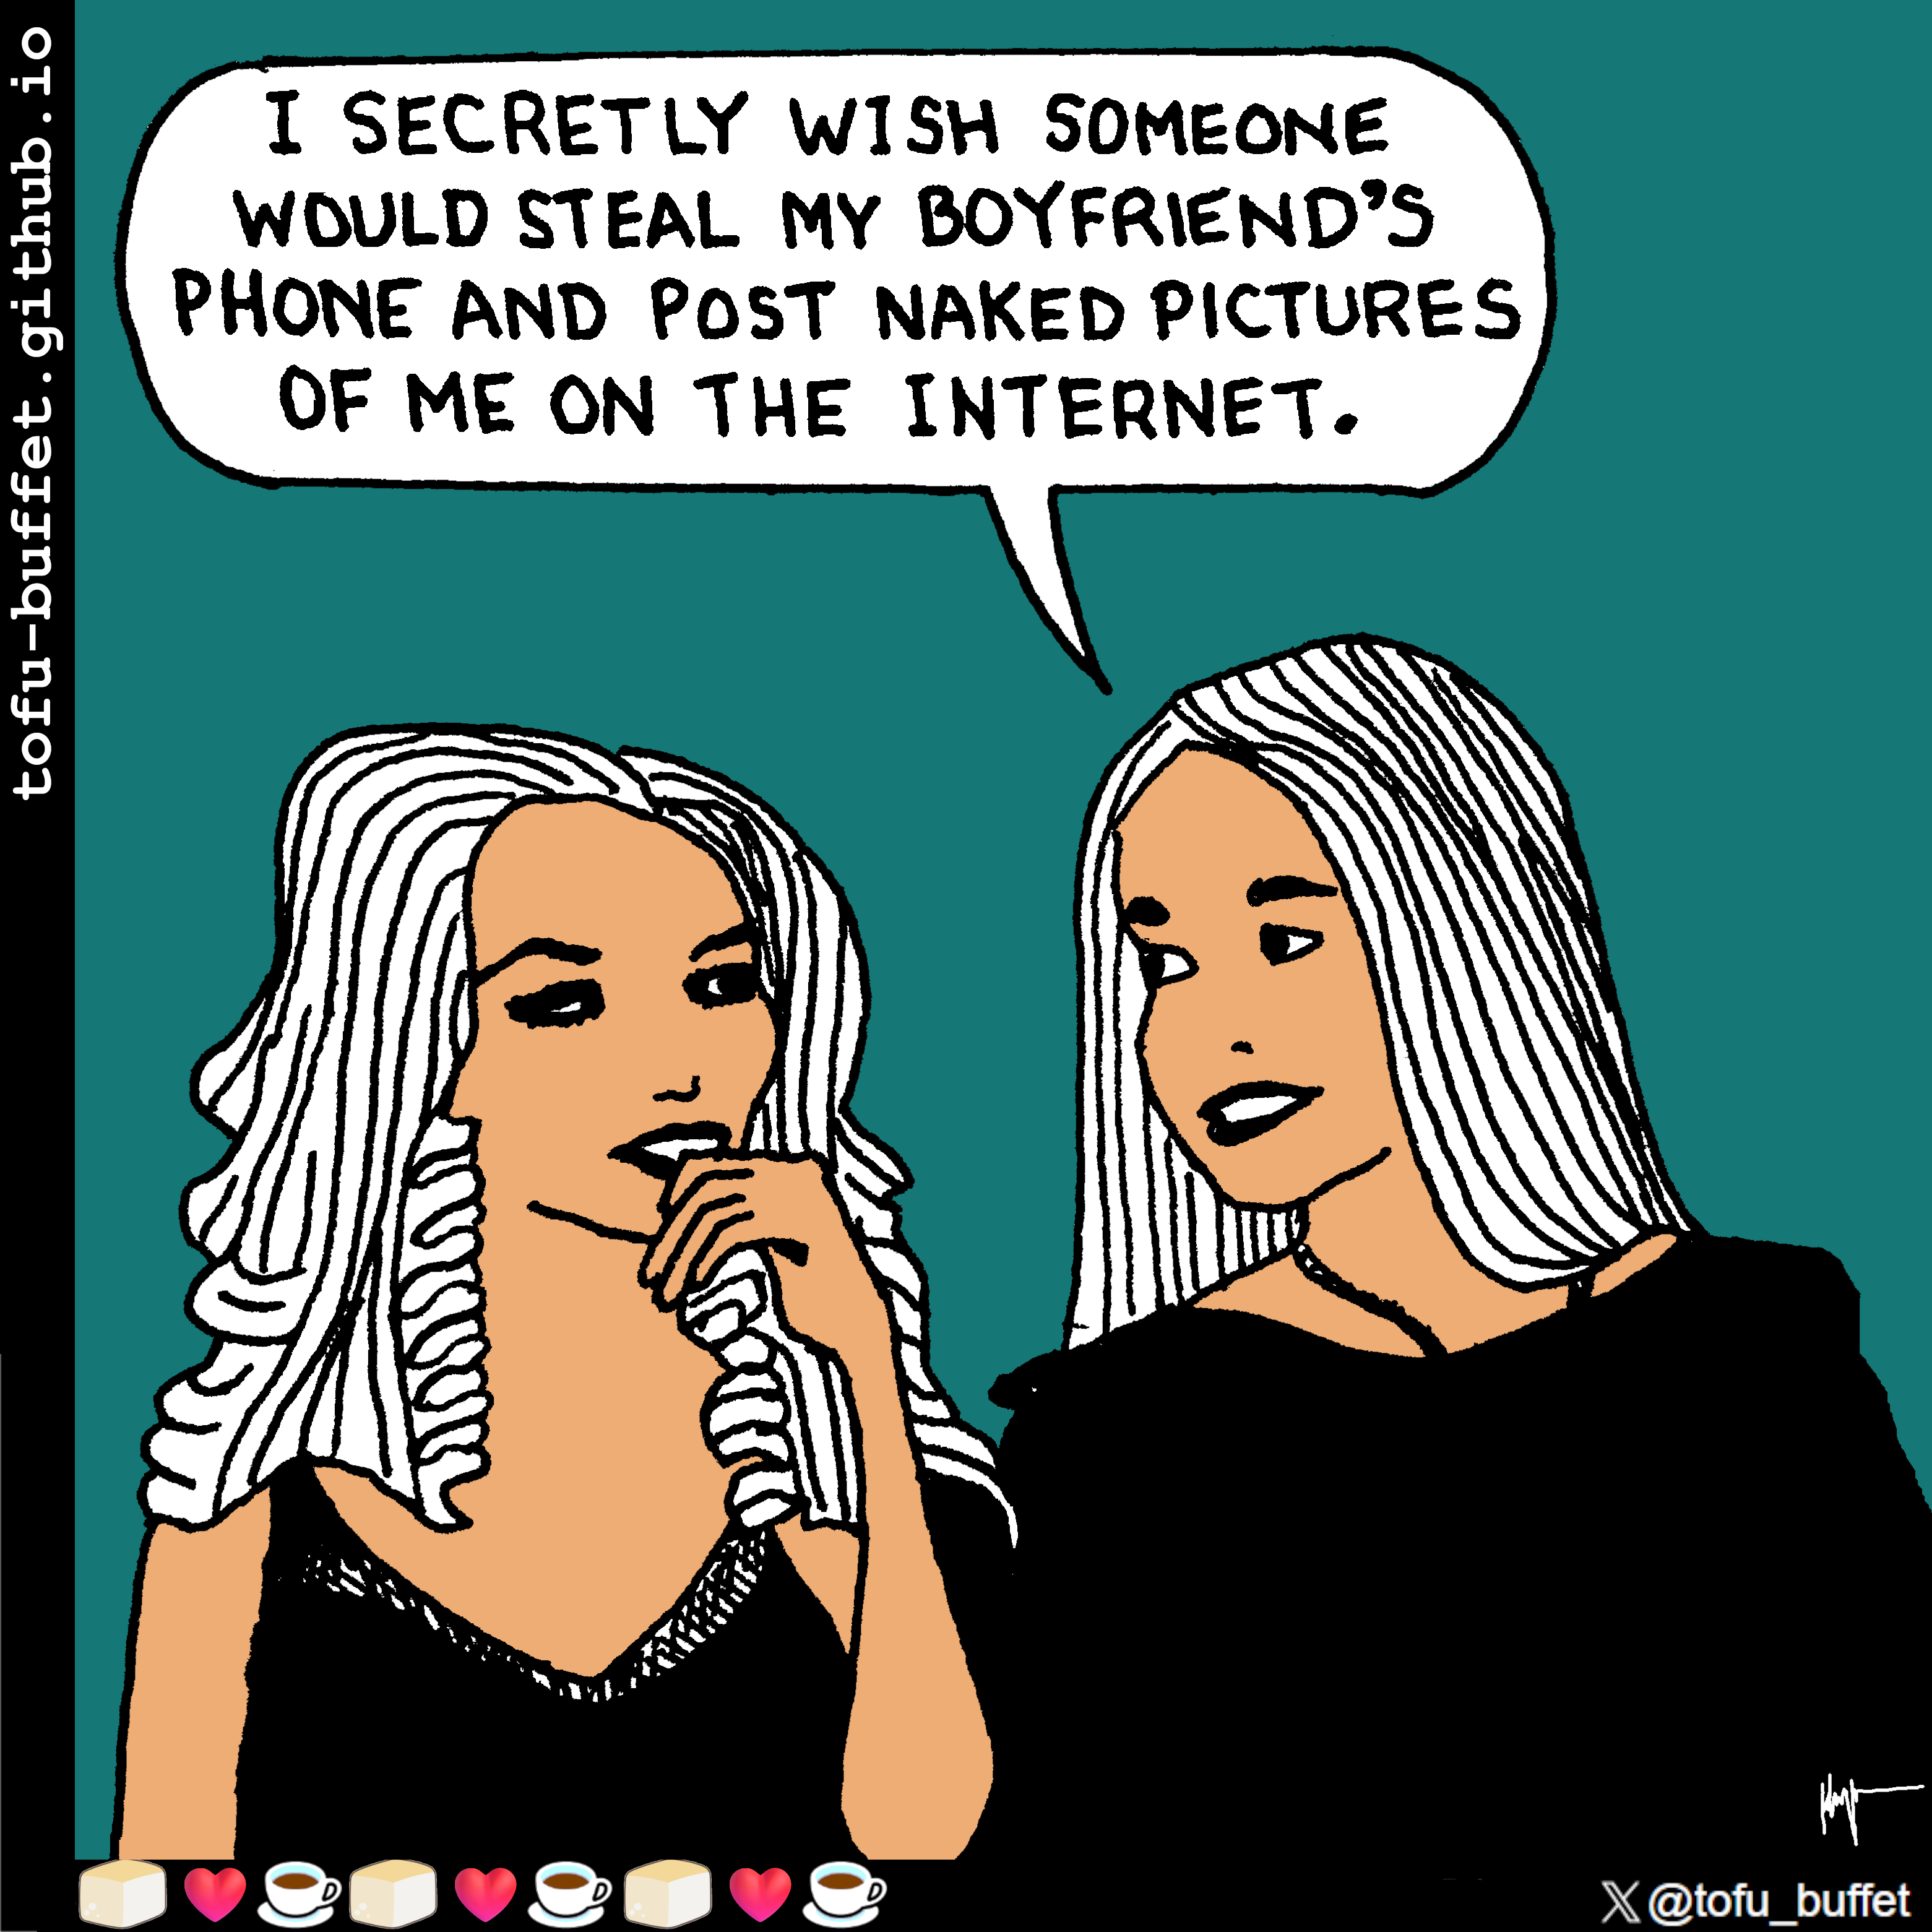 tofu-buffet.github.io
I SECRETLY WISH SOMEONE
WOULD STEAL MY BOYFRIEND'S
PHONE AND POST NAKED PICTURES
OF ME ON THE INTERNET.
X @tofu_buffet